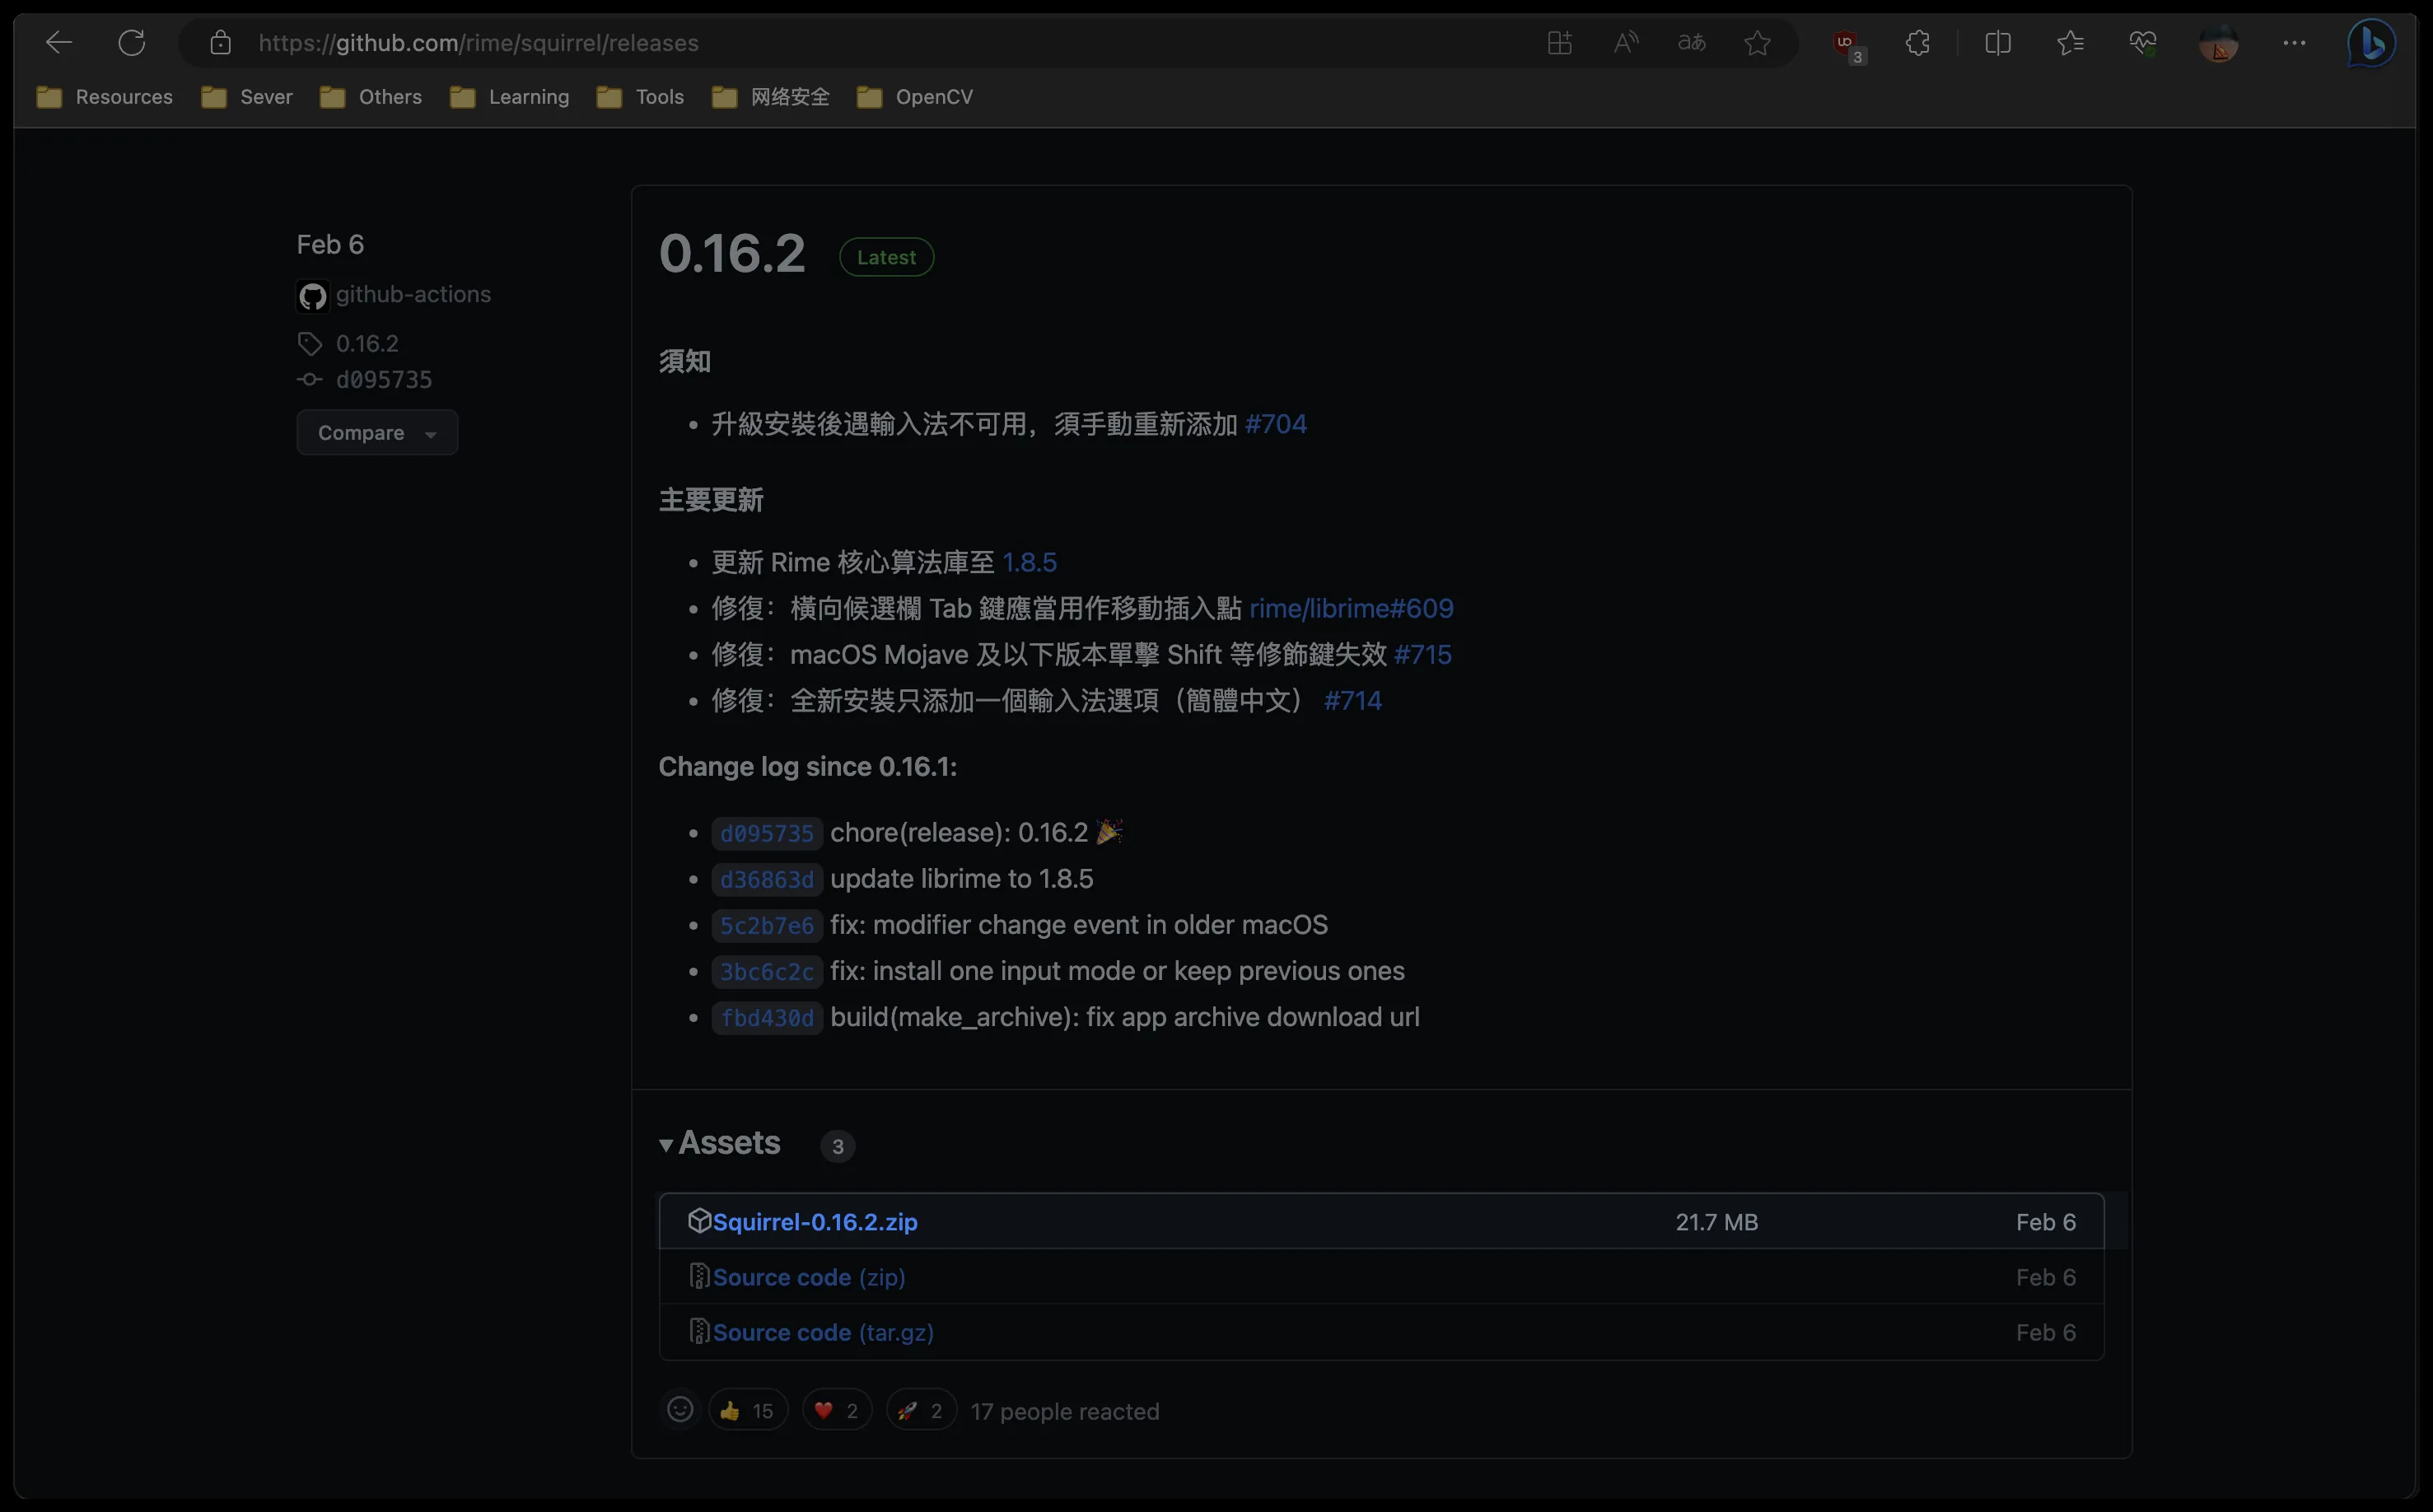 https://github.com/rime/squirrel/releases
aあ
UD
3
Resources Sever Others Learning Tools 网络安全 OpenCV
Feb 6
github-actions
0.16.2
d095735
Compare
0.16.2 Latest
須知
升級安裝後遇輸入法不可用，須手動重新添加 #704
主要更新
更新 Rime 核心算法庫至 1.8.5
修復：橫向候選欄 Tab 鍵應當用作移動插入點 rime/librime#609
修復：macOS Mojave 及以下版本單擊 Shift 等修飾鍵失效 #715
修復：全新安裝只添加一個輸入法選項（簡體中文） #714
Change log since 0.16.1:
d095735 chore(release): 0.16.2 🎉
d36863d update librime to 1.8.5
5c2b7e6 fix: modifier change event in older macOS
3bc6c2c fix: install one input mode or keep previous ones
fbd430d build(make_archive): fix app archive download url
Assets 3
Squirrel-0.16.2.zip 21.7 MB Feb 6
Source code (zip) Feb 6
Source code (tar.gz) Feb 6
👍 15 ❤️ 2 🚀 2 17 people reacted